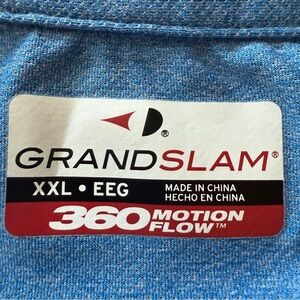 GRANDSLAM®
XXL • EEG
MADE IN CHINA
HECHO EN CHINA
360 MOTION
FLOW™